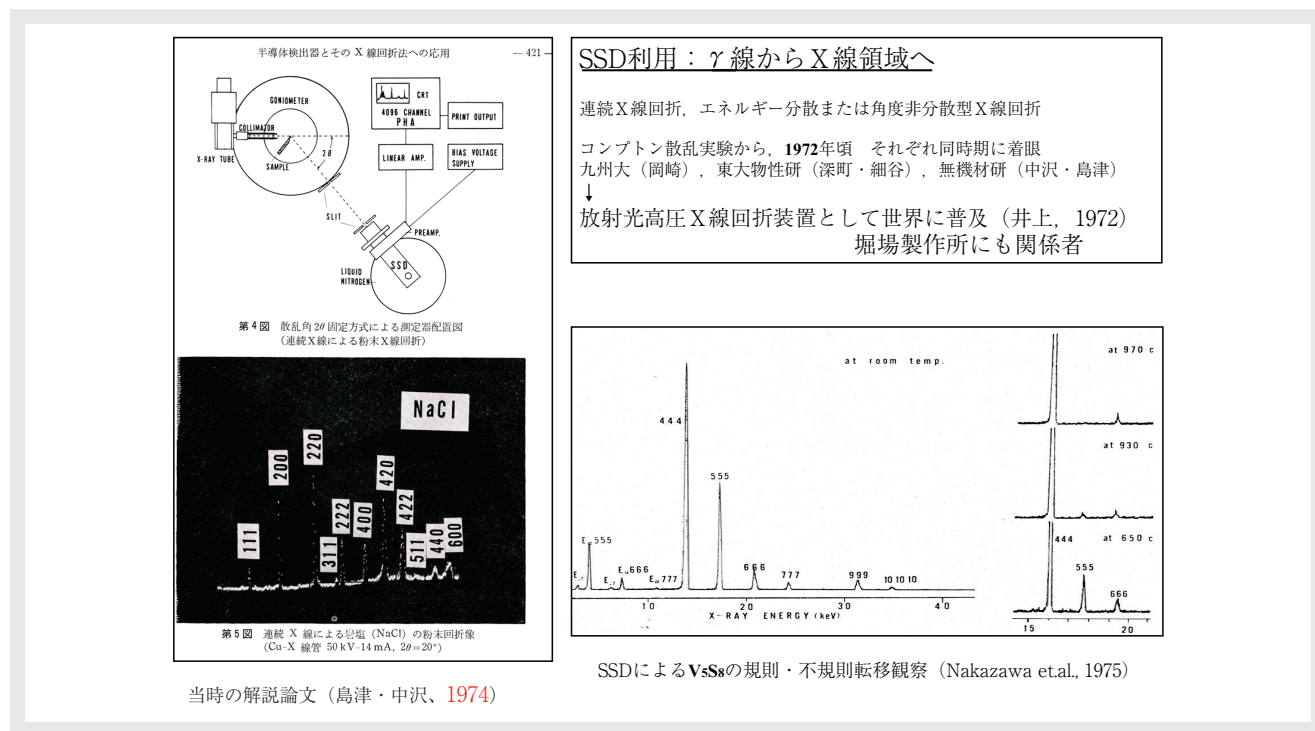 半導体検出器とその X 線回折法への応用 — 421 —
GONIOMETER
COLLIMATOR
X-RAY TUBE
SAMPLE
2θ
SLIT
CRT
4096 CHANNEL
PHA
PRINT OUTPUT
LINEAR AMP.
BIAS VOLTAGE
SUPPLY
PREAMP.
SSD
LIQUID
NITROGEN
第4図 散乱角 2θ 固定方式による測定器配置図
(連続X線による粉末X線回折)
NaCl
111
200
220
311
222
400
420
422
511
440
600
第5図 連続 X 線による岩塩 (NaCl) の粉末回折像
(Cu-X 線管 50 kV-14 mA, 2θ=20°)
当時の解説論文（島津・中沢、1974）
SSD利用：γ線からX線領域へ
連続X線回折，エネルギー分散または角度非分散型X線回折
コンプトン散乱実験から，1972年頃 それぞれ同時期に着眼
九州大（岡崎），東大物性研（深町・細谷），無機材研（中沢・島津）
↓
放射光高圧X線回折装置として世界に普及（井上，1972）
堀場製作所にも関係者
at room temp.
444
555
555
666
777
666
777
999
10 10 10
10 20 30 40
X-RAY ENERGY (keV)
at 970 c
at 930 c
at 650 c
444
555
666
15 20
SSDによるV5S8の規則・不規則転移観察（Nakazawa et.al., 1975）